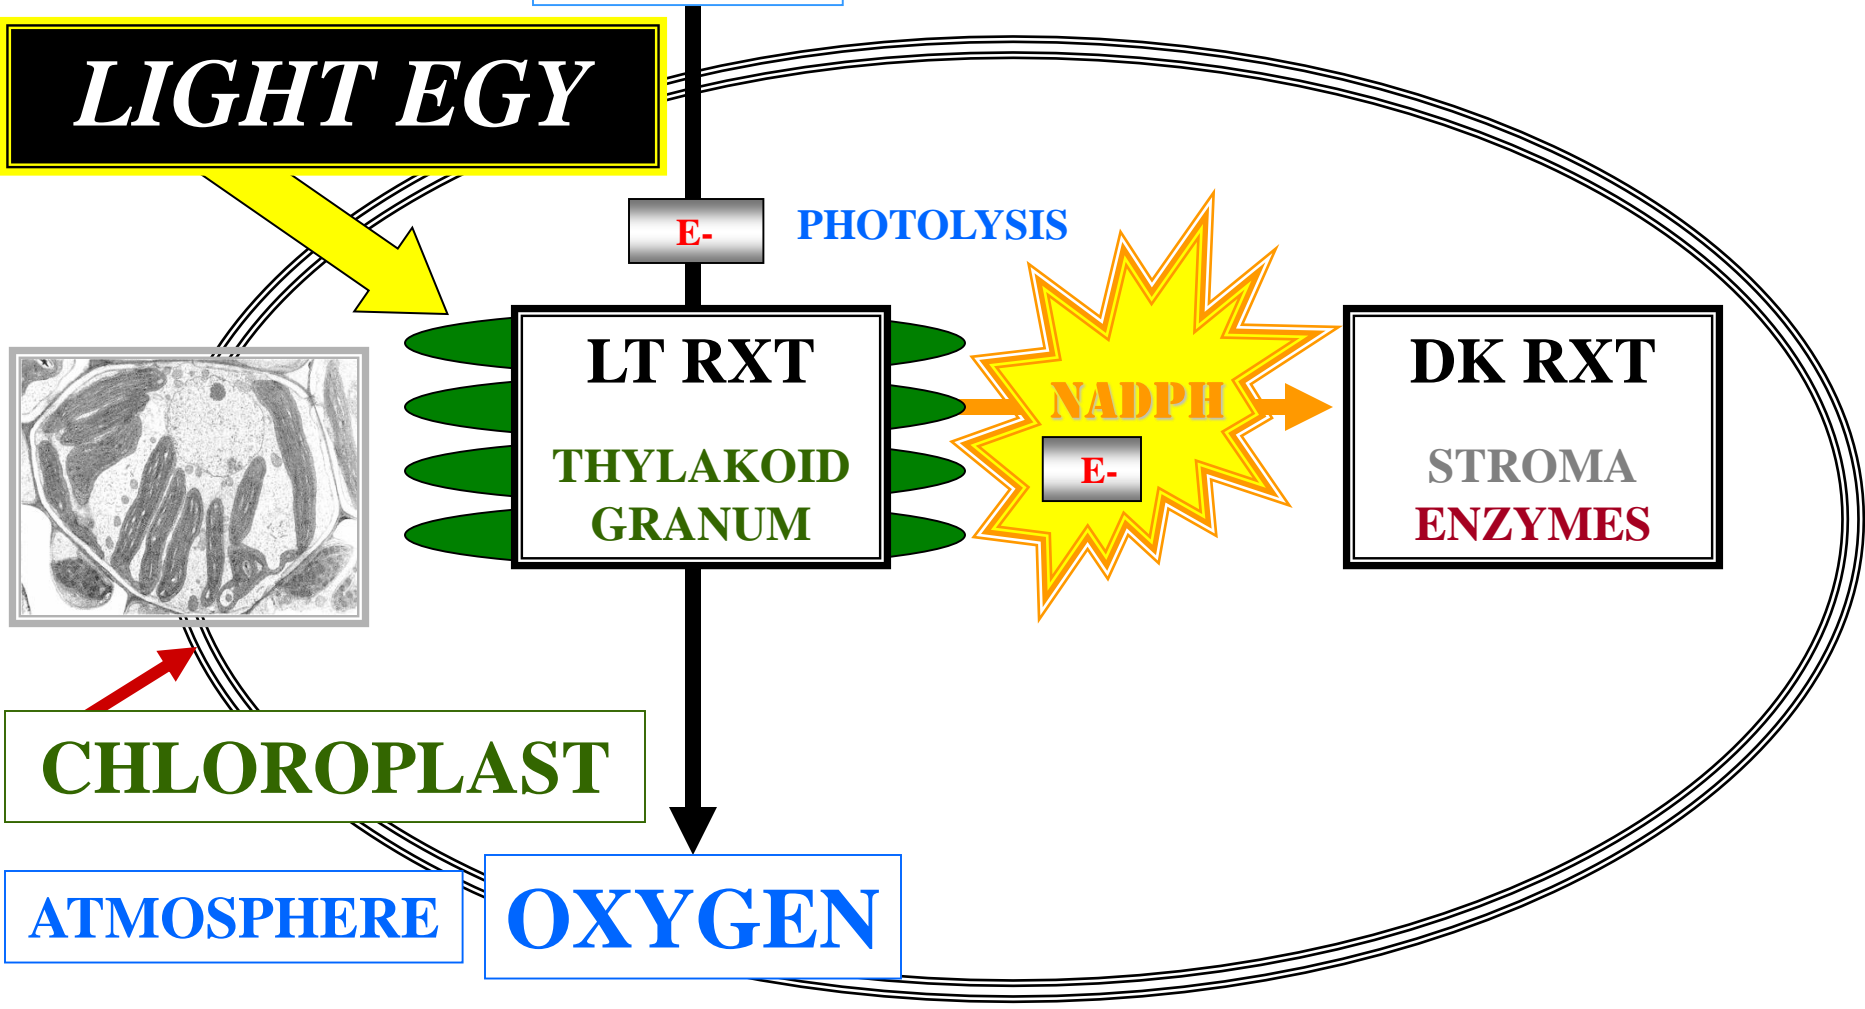 LIGHT EGY
E-
PHOTOLYSIS
LT RXT
THYLAKOID
GRANUM
NADPH
E-
DK RXT
STROMA
ENZYMES
CHLOROPLAST
ATMOSPHERE
OXYGEN